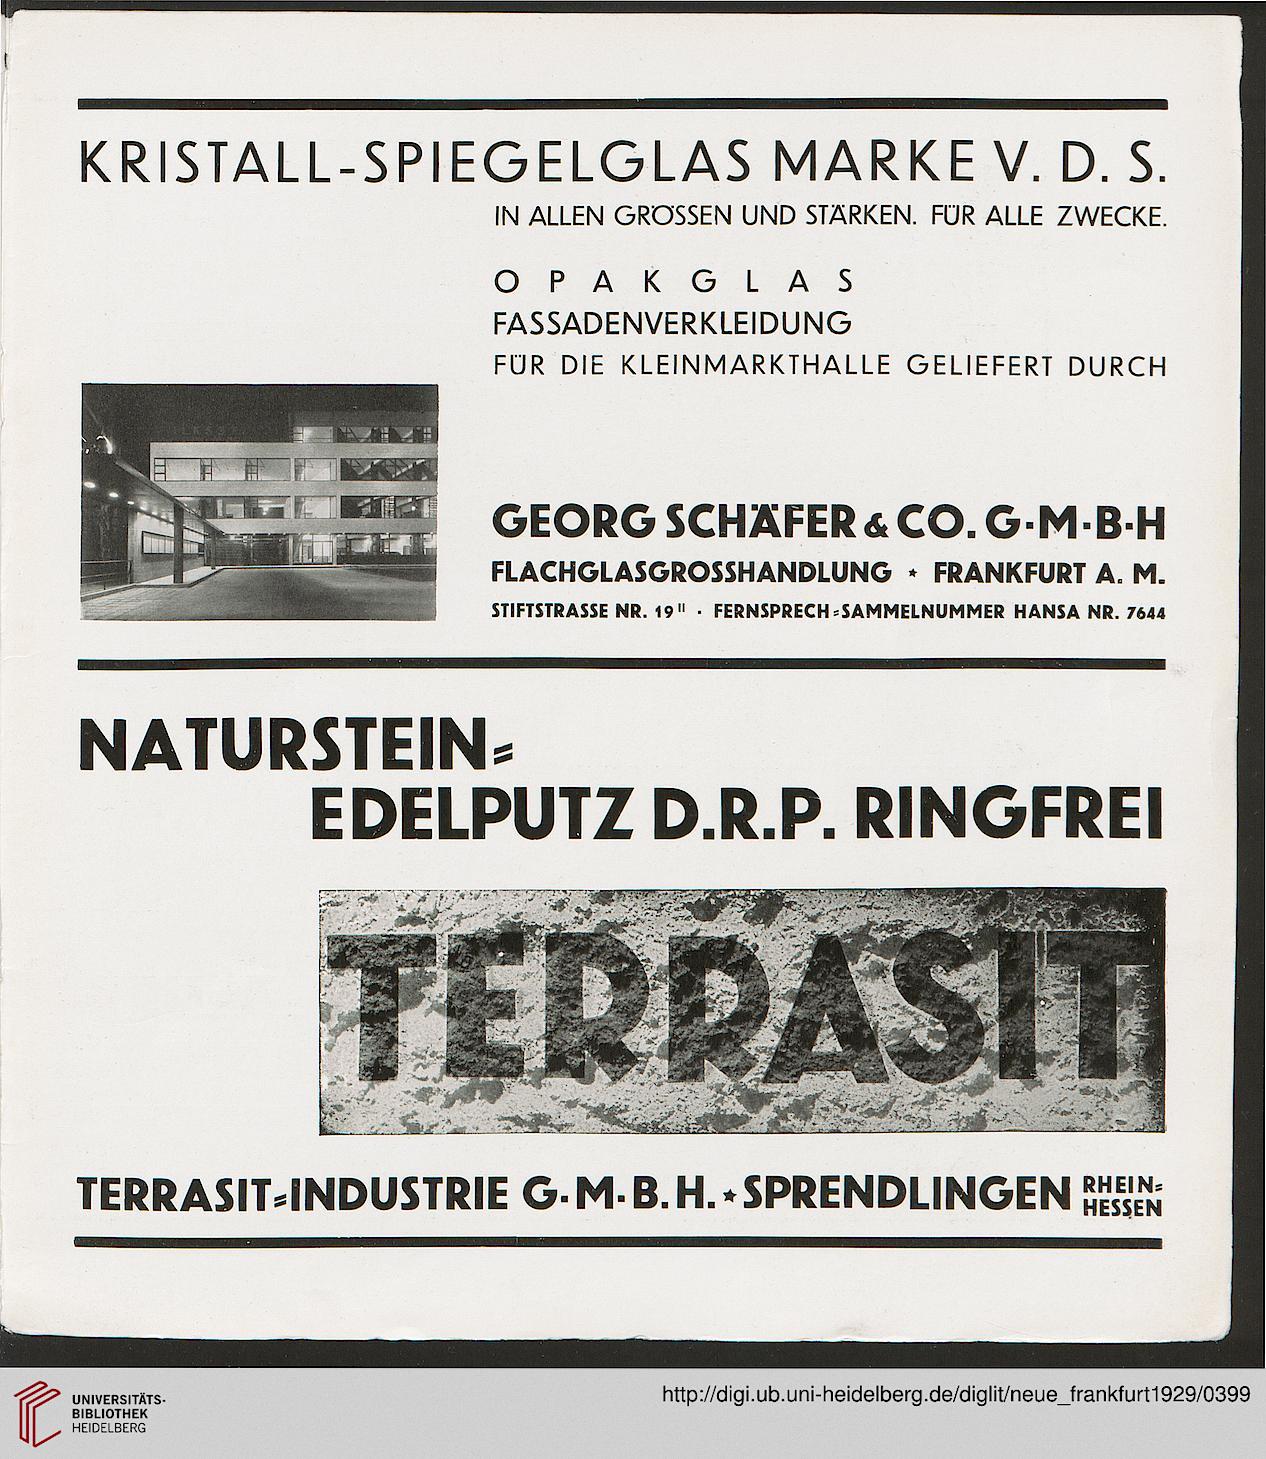 KRISTALL-SPIEGELGLAS MARKE V. D. S.
IN ALLEN GRÖSSEN UND STÄRKEN. FÜR ALLE ZWECKE.
OPAKGLAS
FASSADENVERKLEIDUNG
FÜR DIE KLEINMARKTHALLE GELIEFERT DURCH
GEORG SCHÄFER & CO. G·M·B·H
FLACHGLASGROSSHANDLUNG * FRANKFURT A. M.
STIFTSTRASSE NR. 19 II · FERNSPRECH=SAMMELNUMMER HANSA NR. 7644
NATURSTEIN=
EDELPUTZ D.R.P. RINGFREI
TERRASIT
TERRASIT=INDUSTRIE G·M·B.H. * SPRENDLINGEN RHEIN=
HESSEN
UNIVERSITÄTS-
BIBLIOTHEK
HEIDELBERG
http://digi.ub.uni-heidelberg.de/diglit/neue_frankfurt1929/0399